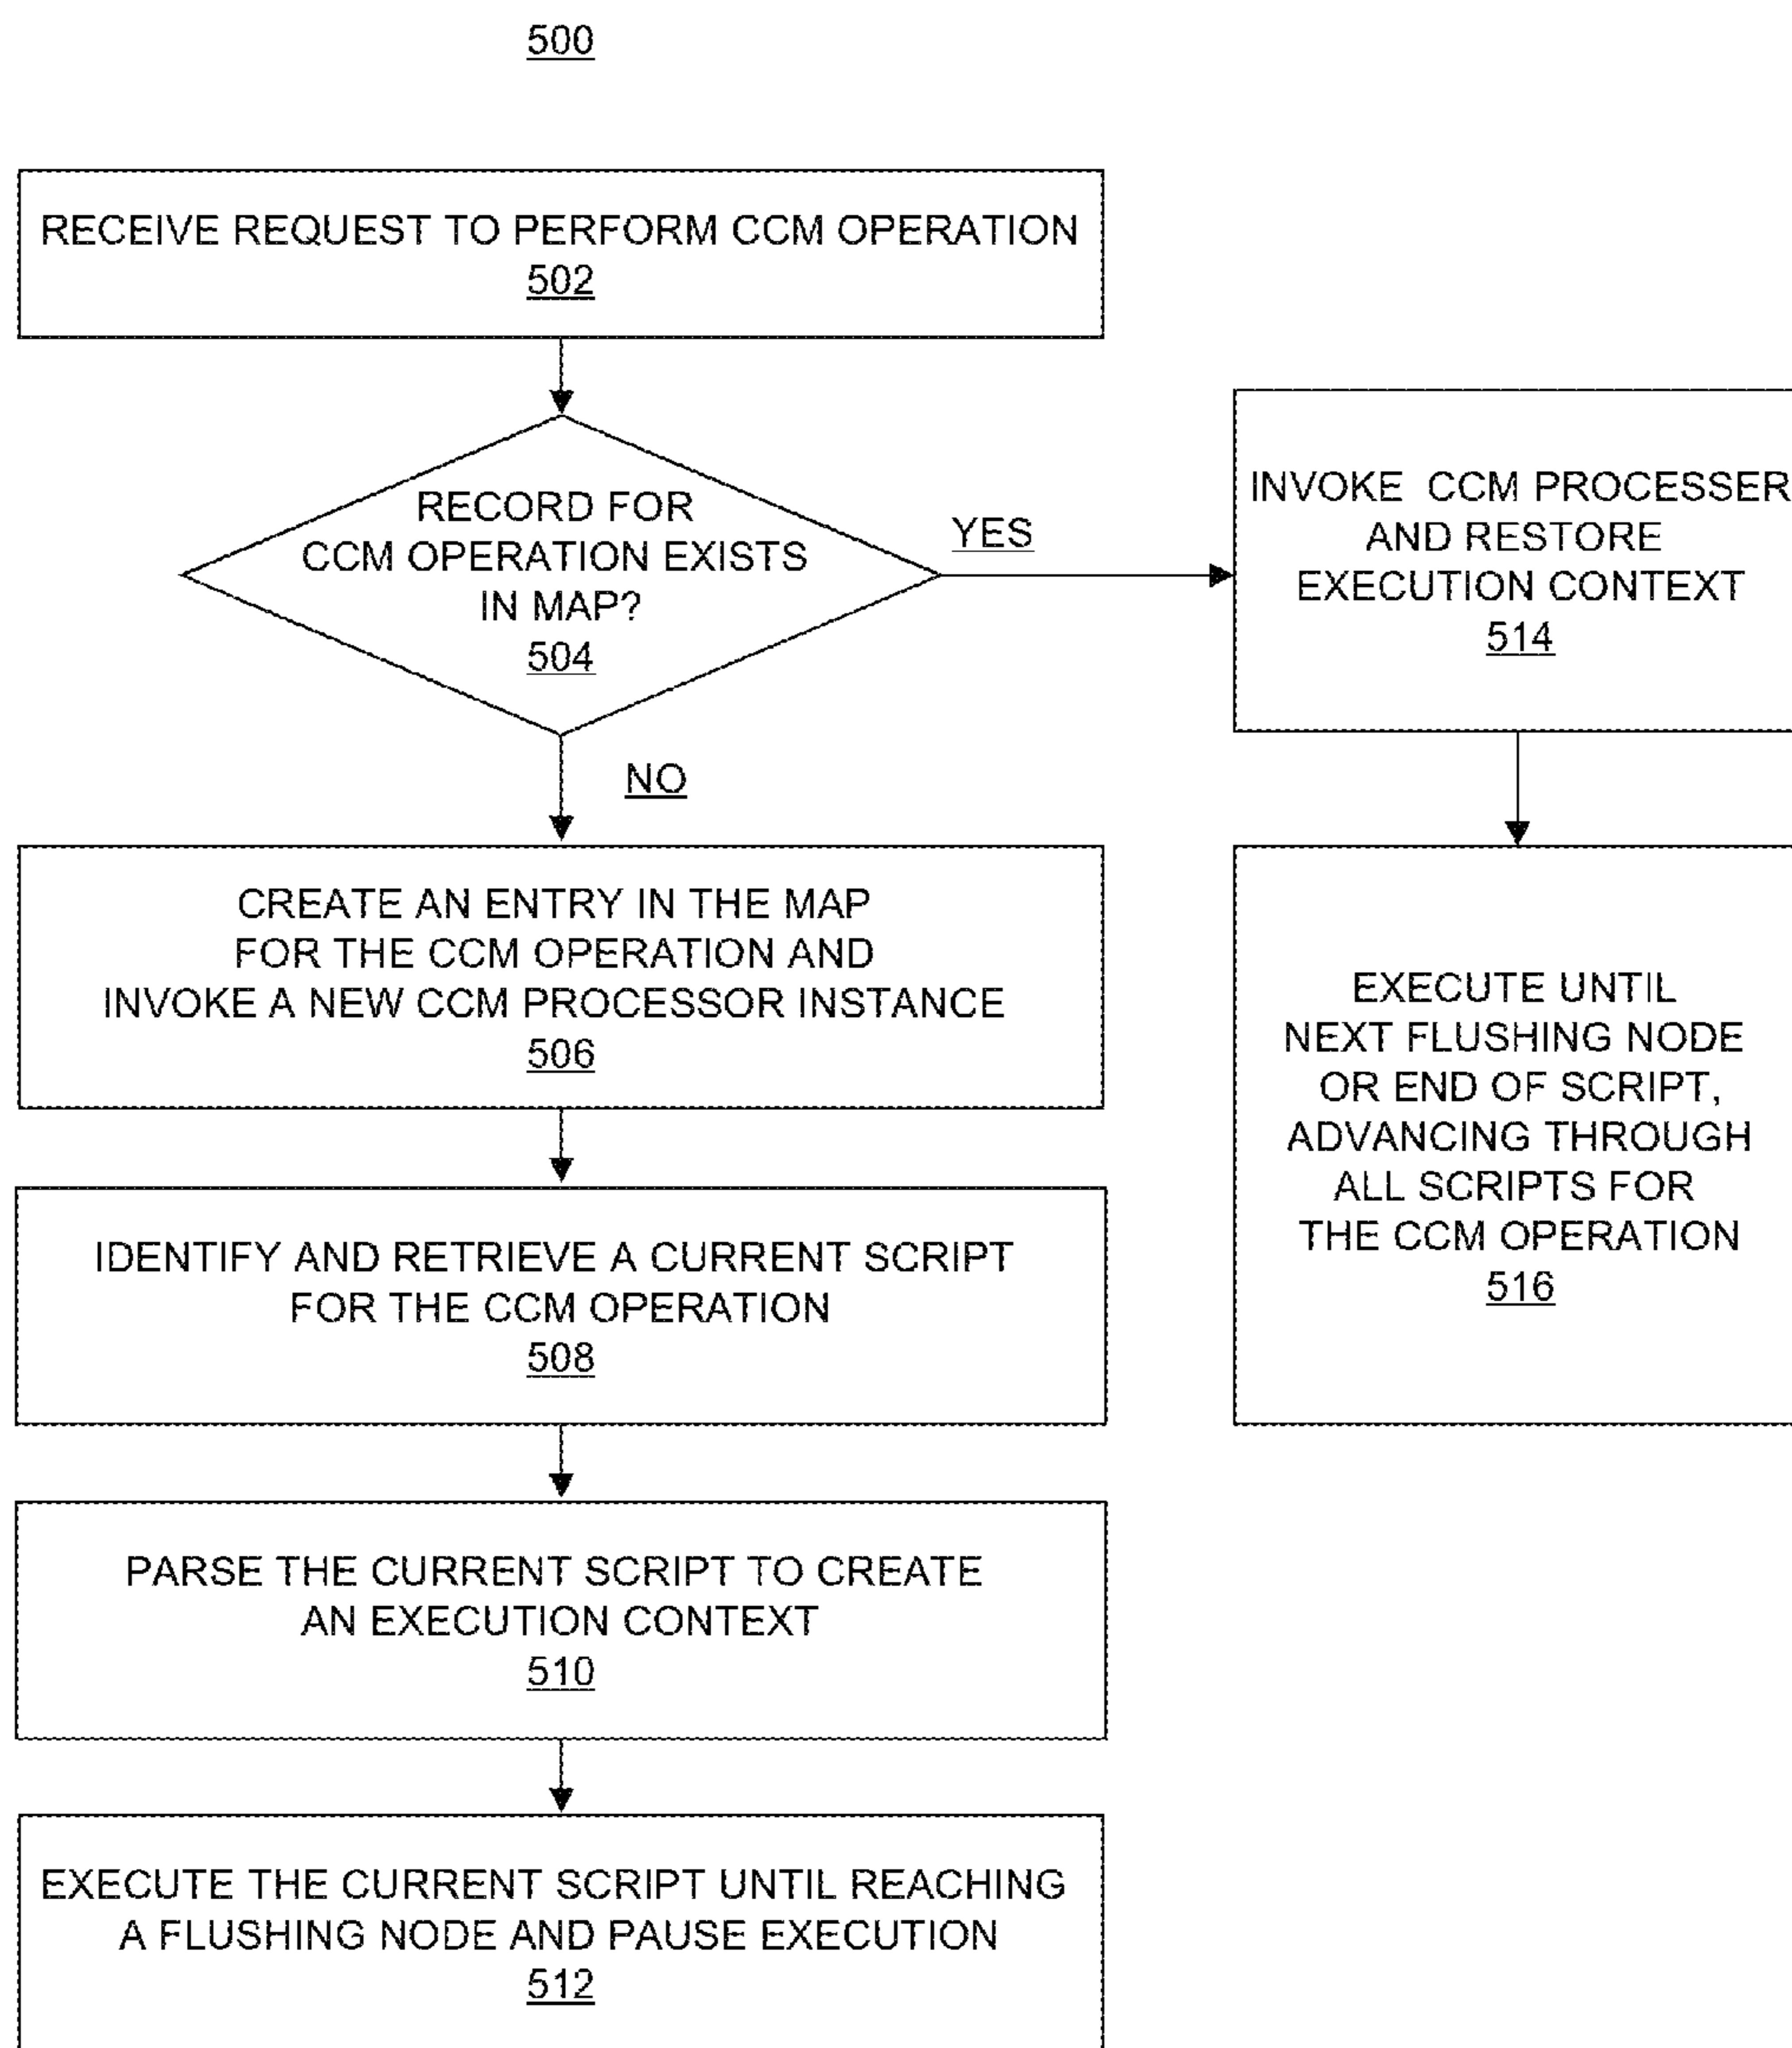 500
RECEIVE REQUEST TO PERFORM CCM OPERATION
502
RECORD FOR
CCM OPERATION EXISTS
IN MAP?
504
YES
NO
INVOKE CCM PROCESSER
AND RESTORE
EXECUTION CONTEXT
514
CREATE AN ENTRY IN THE MAP
FOR THE CCM OPERATION AND
INVOKE A NEW CCM PROCESSOR INSTANCE
506
EXECUTE UNTIL
NEXT FLUSHING NODE
OR END OF SCRIPT,
ADVANCING THROUGH
ALL SCRIPTS FOR
THE CCM OPERATION
516
IDENTIFY AND RETRIEVE A CURRENT SCRIPT
FOR THE CCM OPERATION
508
PARSE THE CURRENT SCRIPT TO CREATE
AN EXECUTION CONTEXT
510
EXECUTE THE CURRENT SCRIPT UNTIL REACHING
A FLUSHING NODE AND PAUSE EXECUTION
512